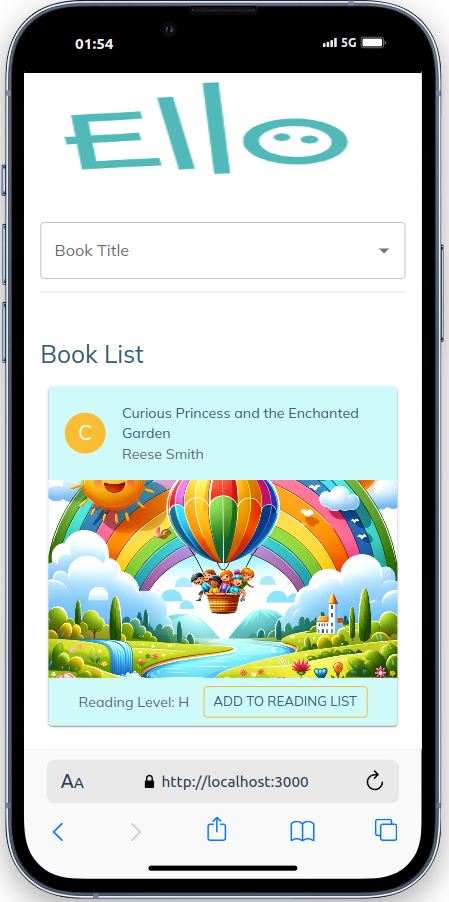 01:54
5G
Ello
Book Title
Book List
C
Curious Princess and the Enchanted
Garden
Reese Smith
Reading Level: H
ADD TO READING LIST
AA
http://localhost:3000